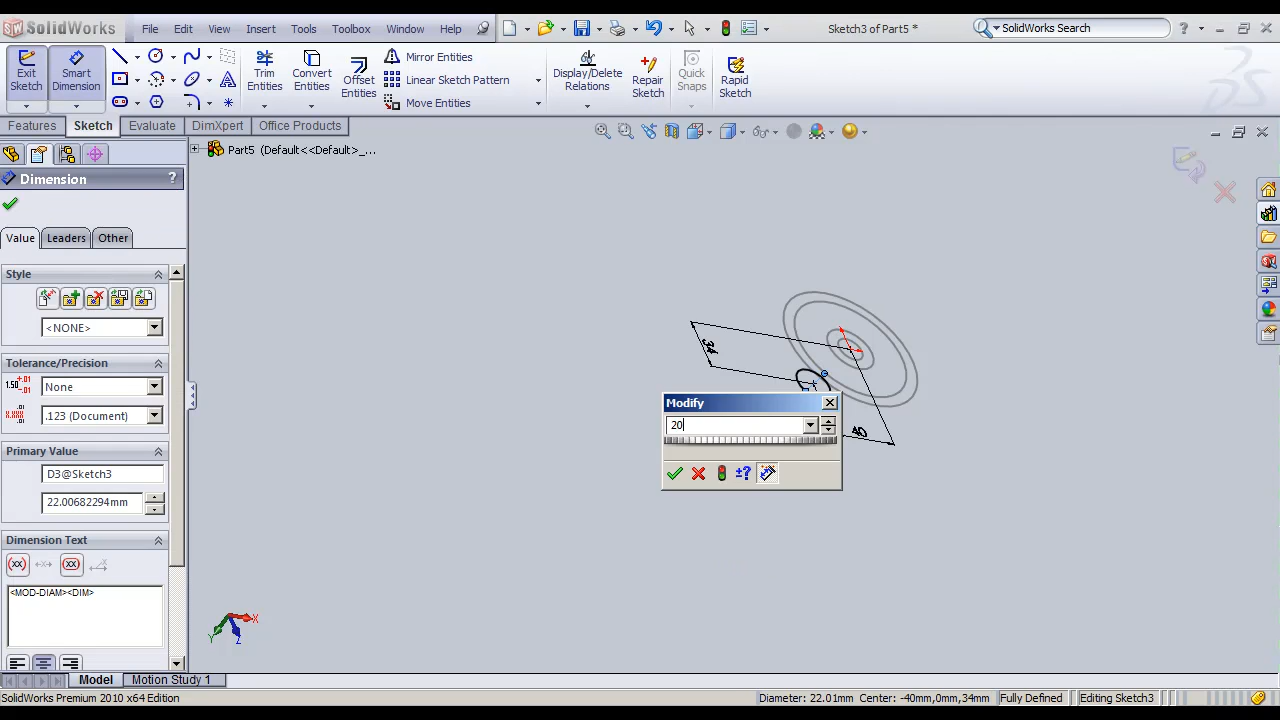 SolidWorks File Edit View Insert Tools Toolbox Window Help Sketch3 of Part5 * SolidWorks Search
Exit Sketch
Smart Dimension
Trim Entities
Convert Entities
Offset Entities
Mirror Entities
Linear Sketch Pattern
Move Entities
Display/Delete Relations
Repair Sketch
Quick Snaps
Rapid Sketch
Features Sketch Evaluate DimXpert Office Products
Part5 (Default<<Default>_...
Dimension ?
Value Leaders Other
Style
<NONE>
Tolerance/Precision
None
.123 (Document)
Primary Value
D3@Sketch3
22.00682294mm
Dimension Text
<MOD-DIAM><DIM>
34
40
Modify
20
X
Y
Z
Model Motion Study 1
SolidWorks Premium 2010 x64 Edition Diameter: 22.01mm Center: -40mm,0mm,34mm Fully Defined Editing Sketch3